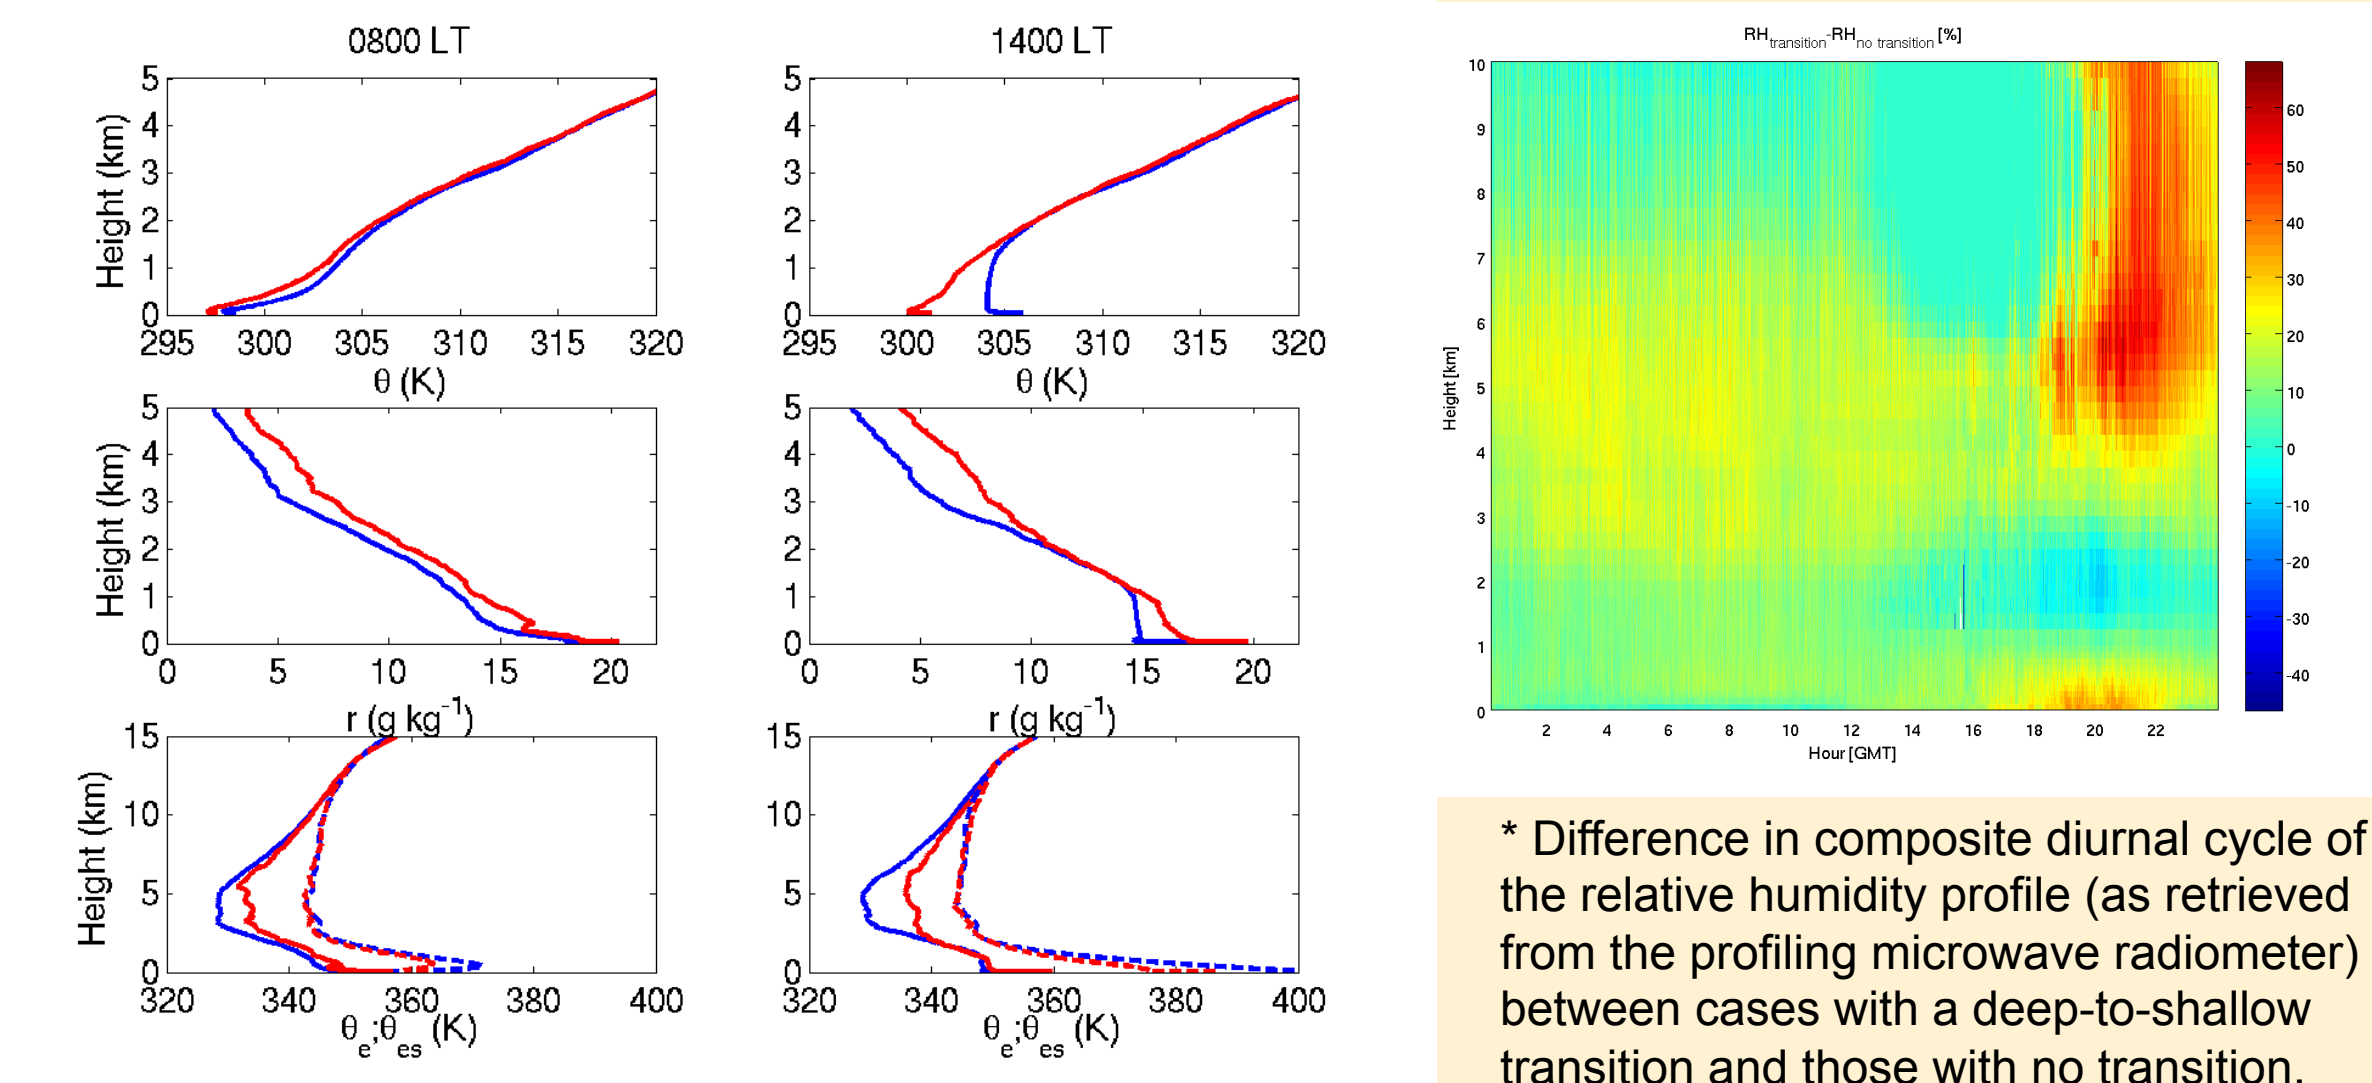 0800 LT
5
4
3
2
1
0
Height (km)
295 300 305 310 315 320
θ (K)
1400 LT
5
4
3
2
1
0
Height (km)
295 300 305 310 315 320
θ (K)
5
4
3
2
1
0
Height (km)
0 5 10 15 20
r (g kg-1)
5
4
3
2
1
0
Height (km)
0 5 10 15 20
r (g kg-1)
15
10
5
0
Height (km)
320 340 360 380 400
θe;θes (K)
15
10
5
0
Height (km)
320 340 360 380 400
θe;θes (K)
RHtransition-RHno transition [%]
10
9
8
7
6
5
4
3
2
1
0
Height [km]
2 4 6 8 10 12 14 16 18 20 22
Hour [GMT]
60
50
40
30
20
10
0
-10
-20
-30
-40
* Difference in composite diurnal cycle of
the relative humidity profile (as retrieved
from the profiling microwave radiometer)
between cases with a deep-to-shallow
transition and those with no transition.